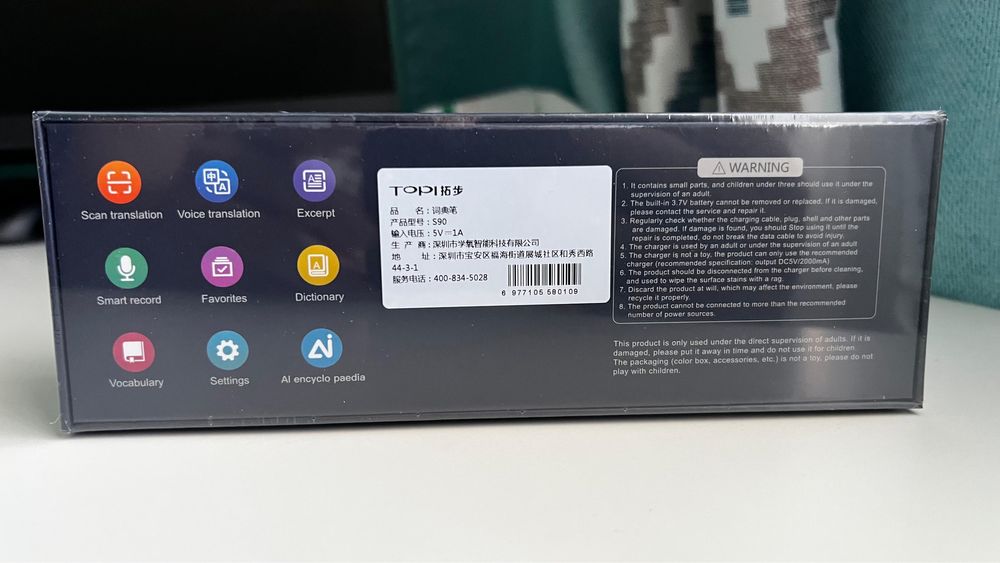 Scan translation
Voice translation
Excerpt
Smart record
Favorites
Dictionary
Vocabulary
Settings
AI encyclo paedia
TOPI拓步
品 名：词典笔
产品型号：S90
输入电压：5V⎓1A
生 产 商：深圳市学氧智能科技有限公司
地 址：深圳市宝安区福海街道展城社区和秀西路
44-3-1
服务电话：400-834-5028
6 977105 580109
WARNING
1. It contains small parts, and children under three should use it under the
supervision of an adult.
2. The built-in 3.7V battery cannot be removed or replaced. If it is damaged,
please contact the service and repair it.
3. Regularly check whether the charging cable, plug, shell and other parts
are damaged. If damage is found, you should Stop using it until the
repair is completed, do not break the data cable to avoid injury.
4. The charger is used by an adult or under the supervision of an adult
5. The charger is not a toy, the product can only use the recommended
charger (recommended specification: output DC5V/2000mA)
6. The product should be disconnected from the charger before cleaning,
and used to wipe the surface stains with a rag.
7. Discard the product at will, which may affect the environment, please
recycle it properly.
8. The product cannot be connected to more than the recommended
number of power sources.
This product is only used under the direct supervision of adults. If it is
damaged, please put it away in time and do not use it for children.
The packaging (color box, accessories, etc.) is not a toy, please do not
play with children.